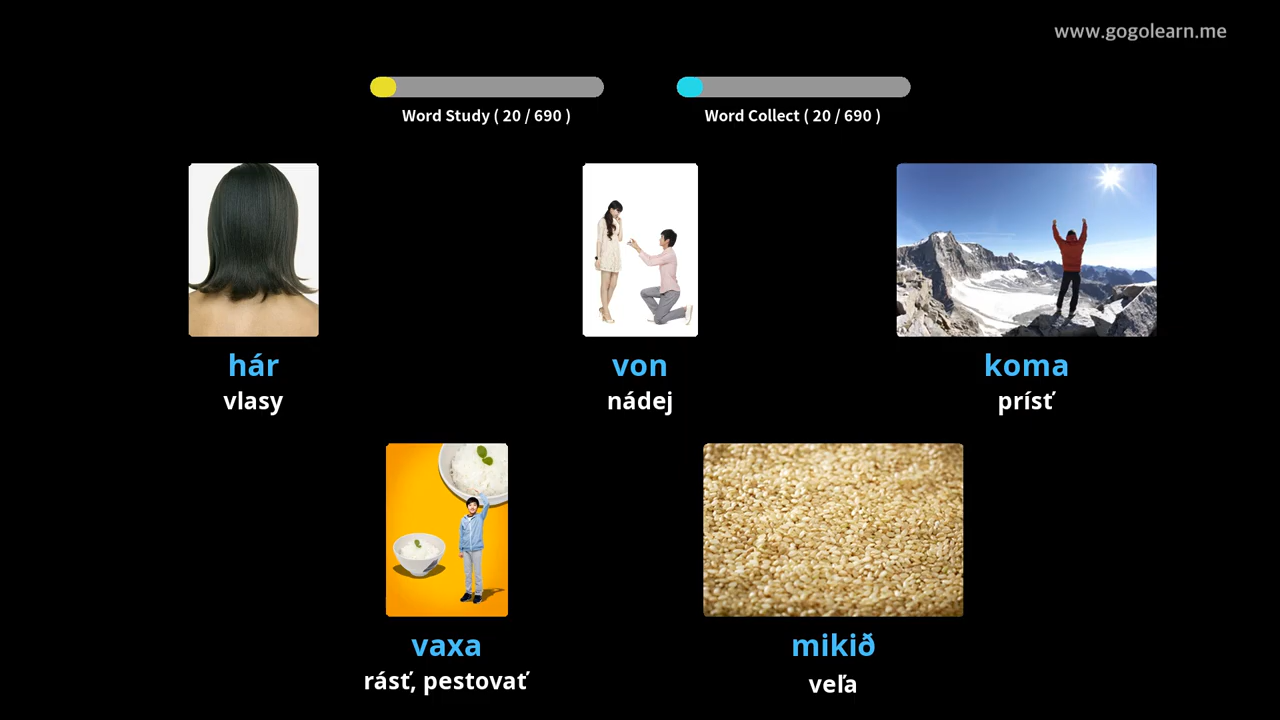 www.gogolearn.me
Word Study ( 20 / 690 )
Word Collect ( 20 / 690 )
hár
vlasy
von
nádej
koma
prísť
vaxa
rásť, pestovať
mikið
veľa